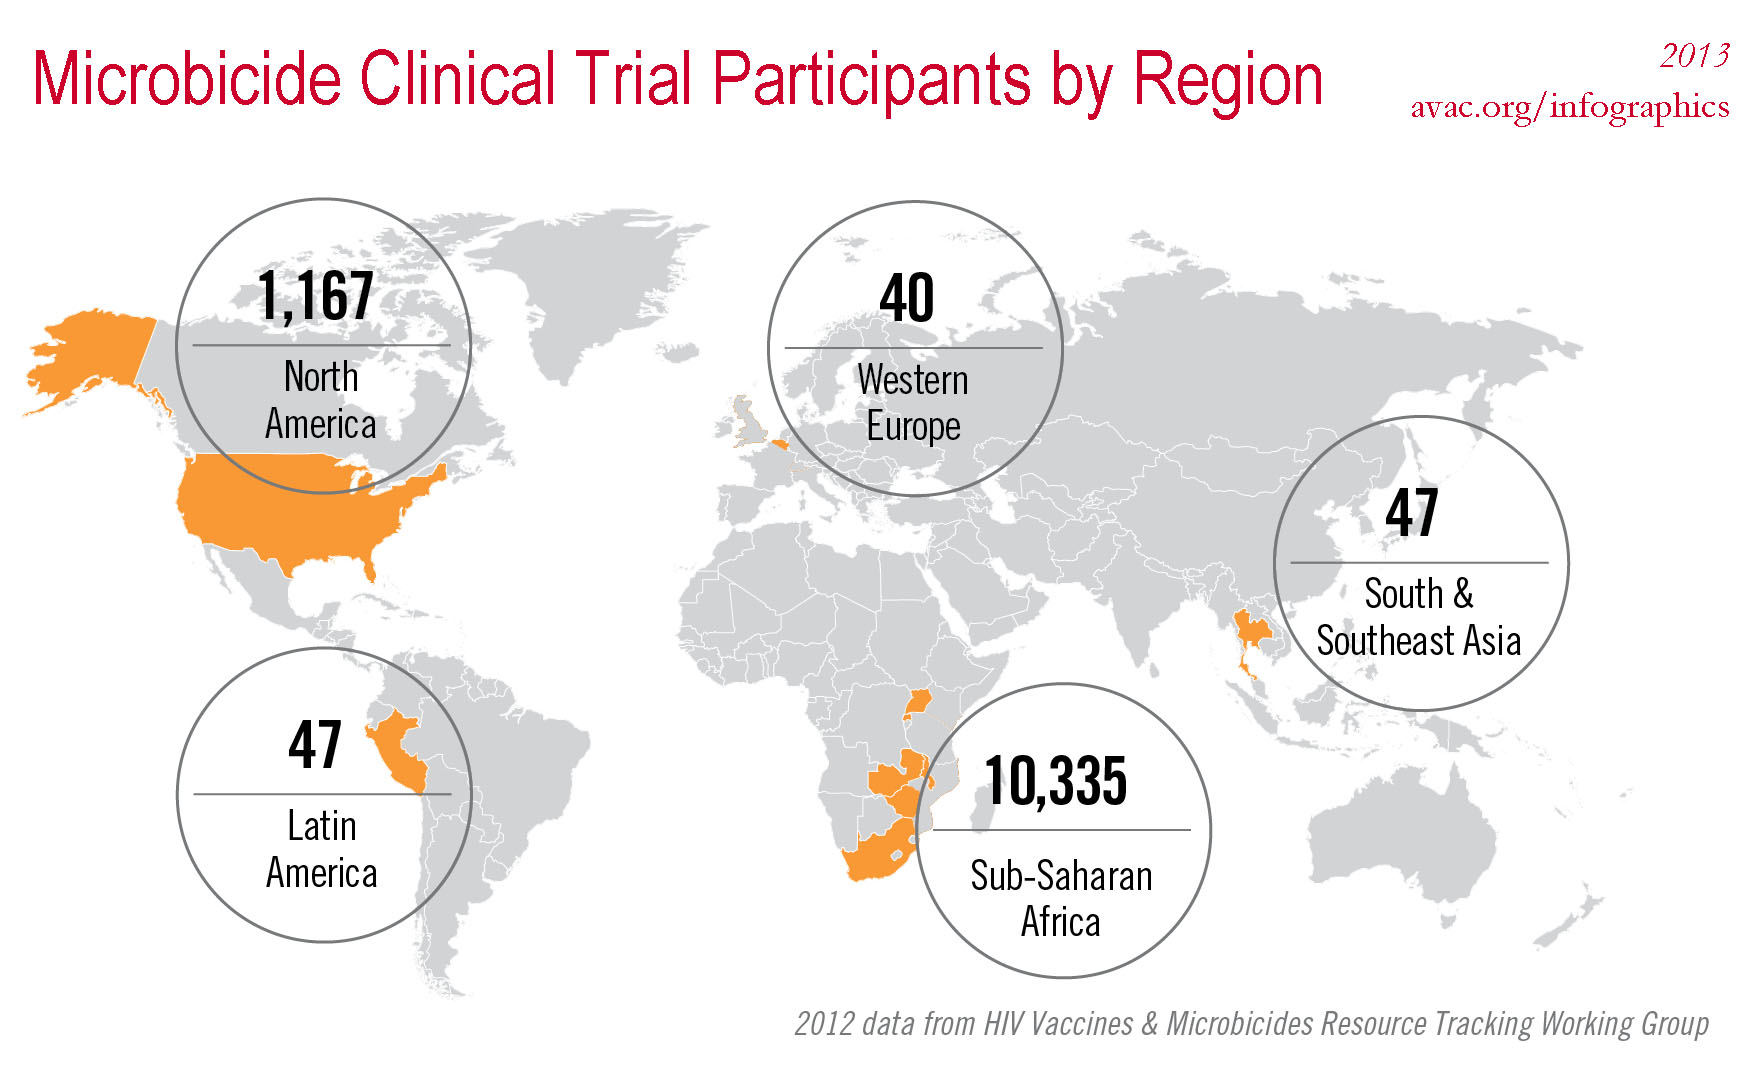 Microbicide Clinical Trial Participants by Region
2013
avac.org/infographics
1,167
North
America
40
Western
Europe
47
South &
Southeast Asia
47
Latin
America
10,335
Sub-Saharan
Africa
2012 data from HIV Vaccines & Microbicides Resource Tracking Working Group